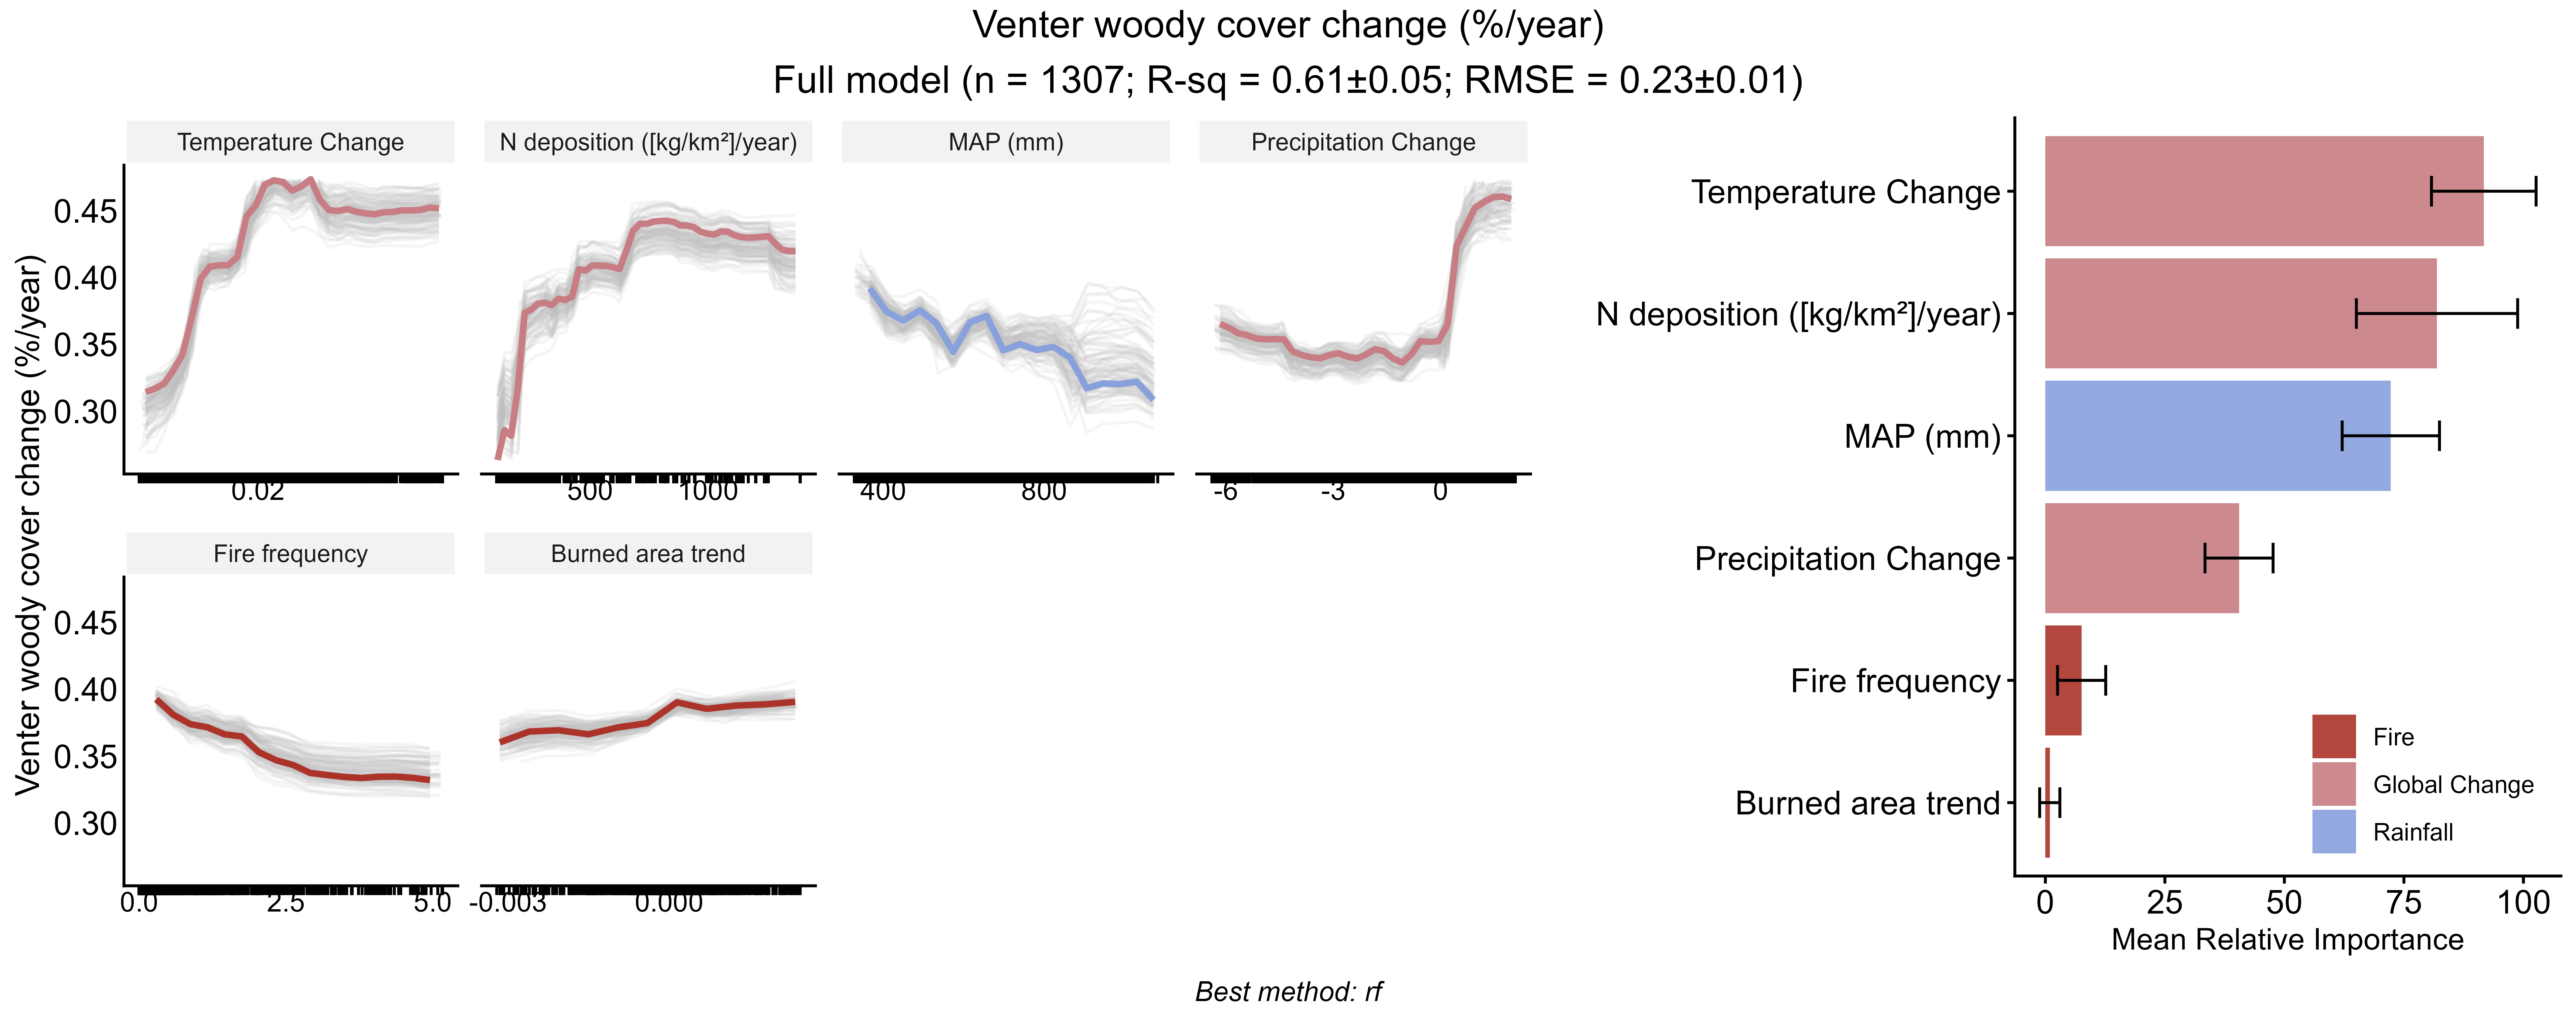 Venter woody cover change (%/year)
Full model (n = 1307; R-sq = 0.61±0.05; RMSE = 0.23±0.01)
Venter woody cover change (%/year)
Temperature Change
N deposition ([kg/km²]/year)
MAP (mm)
Precipitation Change
0.45
0.40
0.35
0.30
0.02
500 1000
400 800
-6 -3 0
Fire frequency
Burned area trend
0.45
0.40
0.35
0.30
0.0 2.5 5.0
-0.003 0.000
Temperature Change
N deposition ([kg/km²]/year)
MAP (mm)
Precipitation Change
Fire frequency
Burned area trend
Fire
Global Change
Rainfall
0 25 50 75 100
Mean Relative Importance
Best method: rf